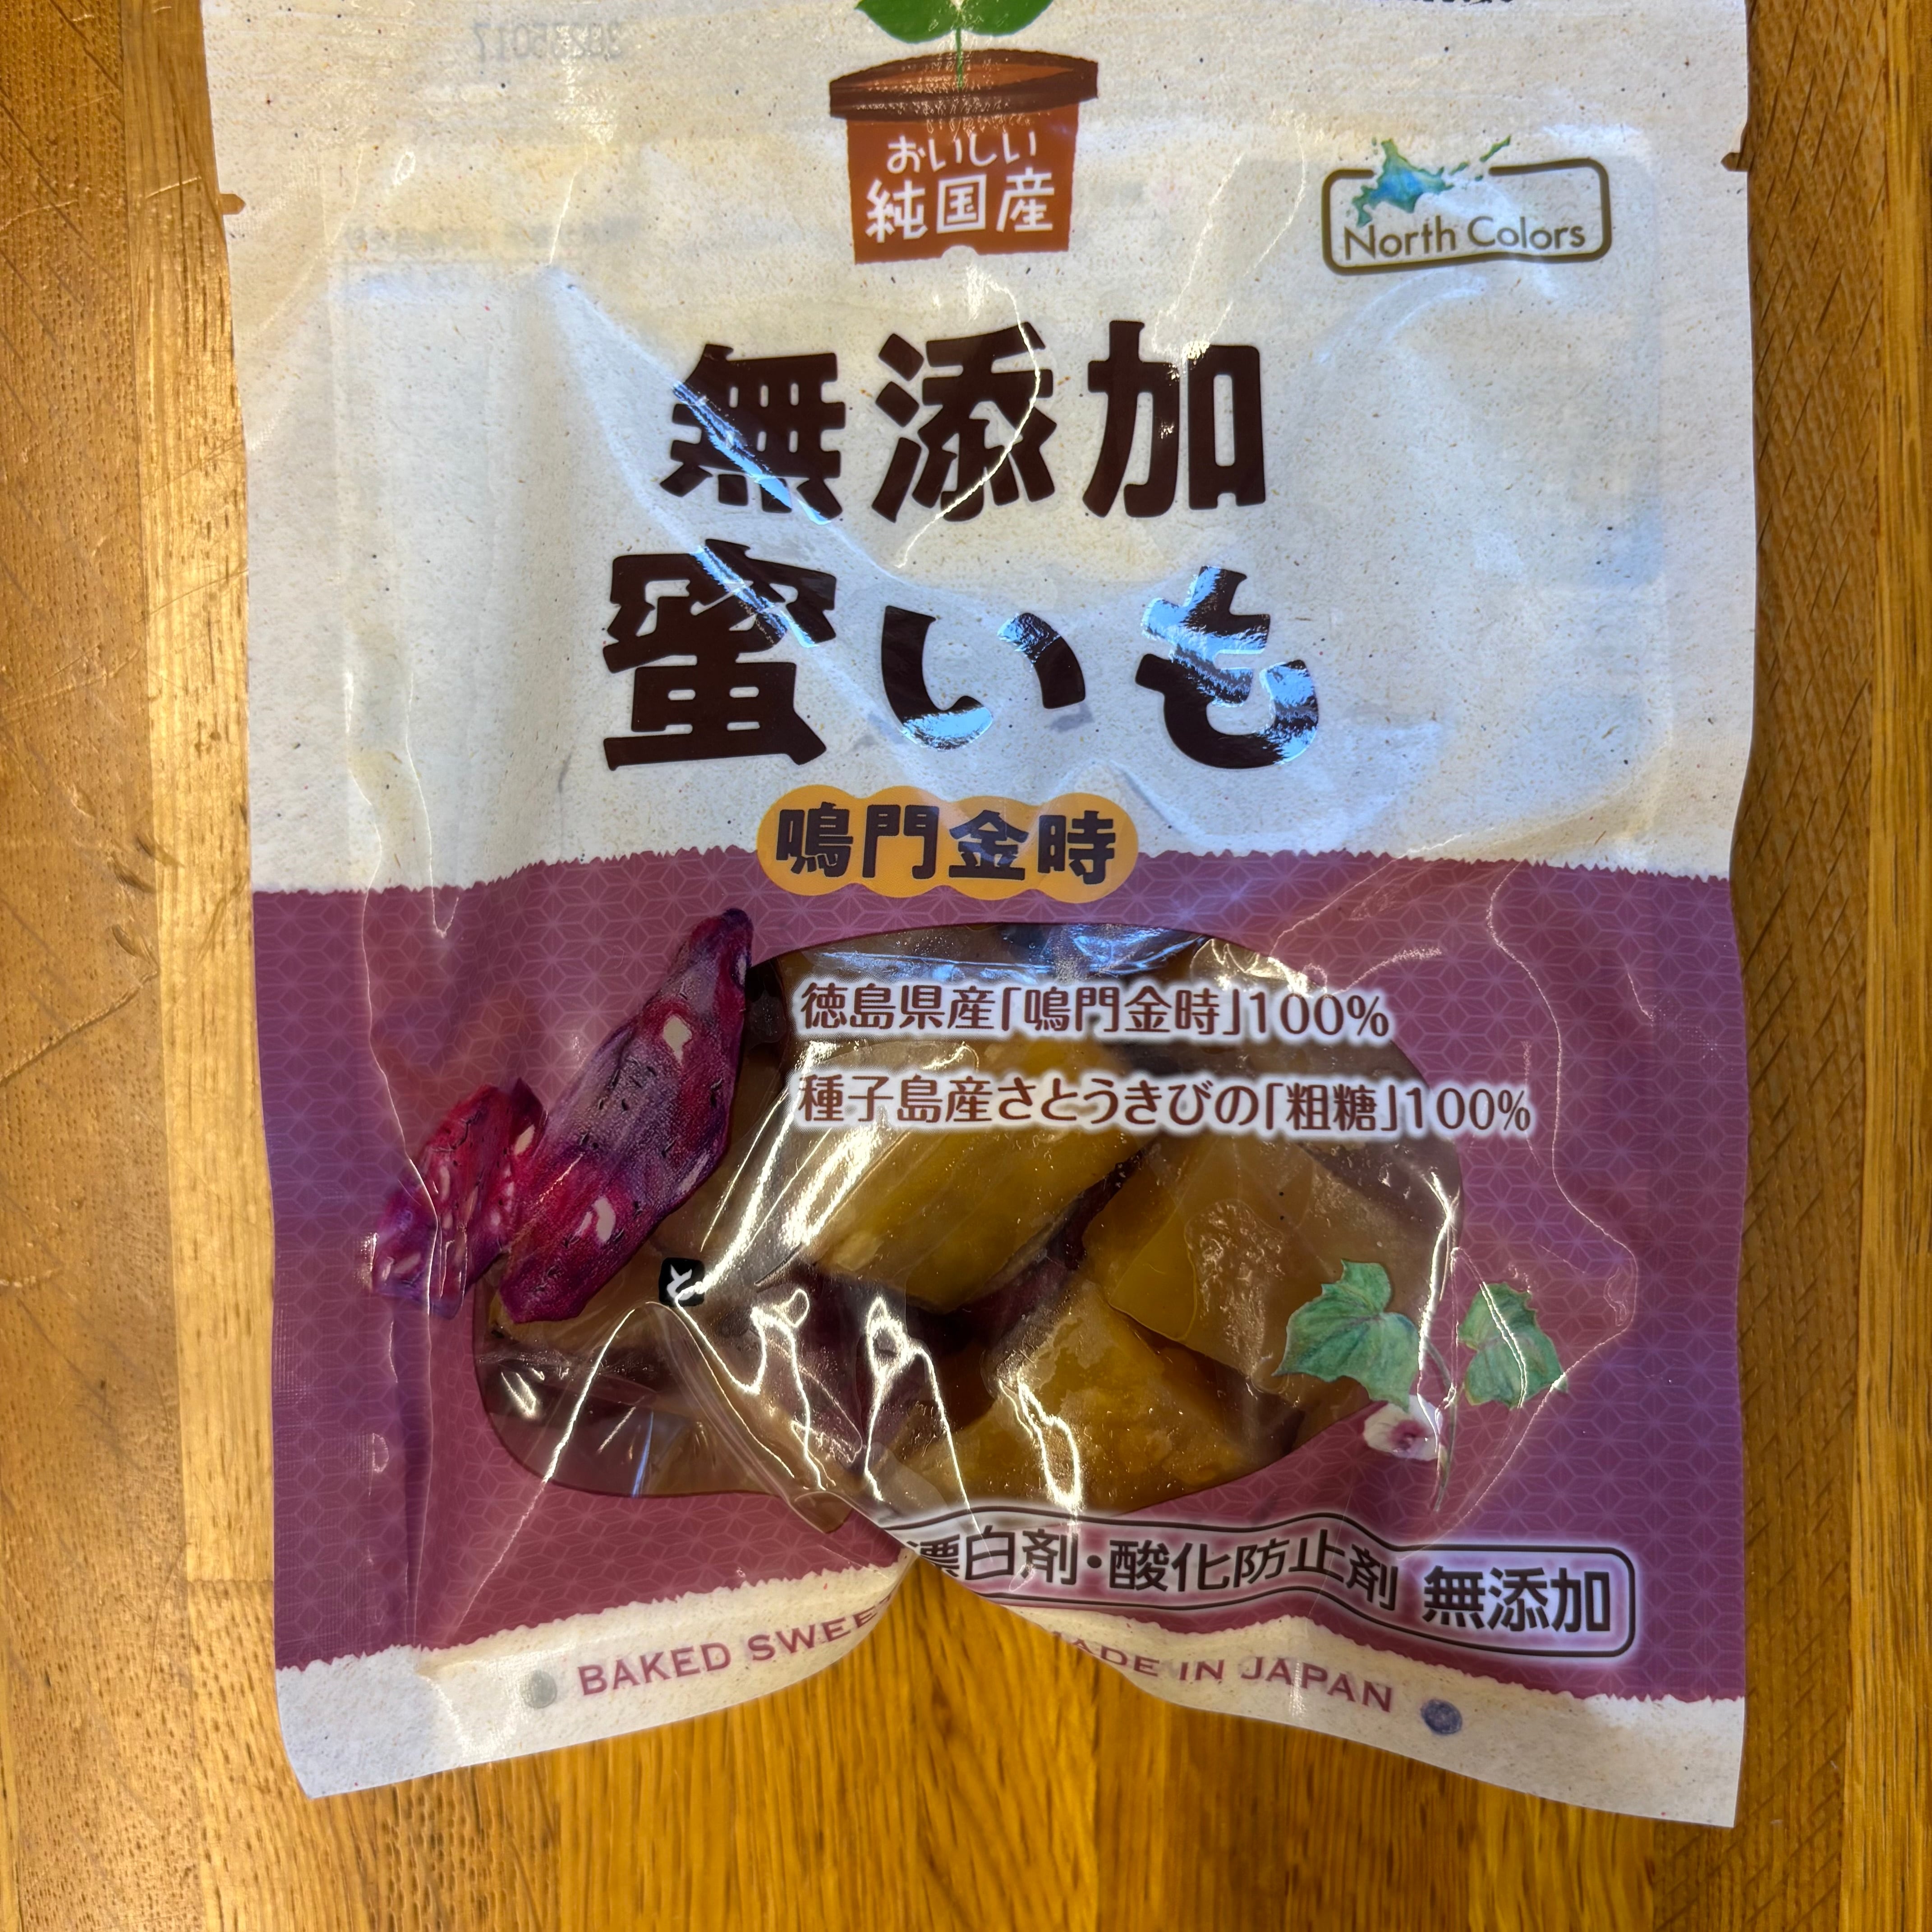 おいしい
純国産
North Colors
無添加
蜜いも
鳴門金時
徳島県産「鳴門金時」100%
種子島産さとうきびの「粗糖」100%
と
漂白剤・酸化防止剤 無添加
BAKED IN JAPAN